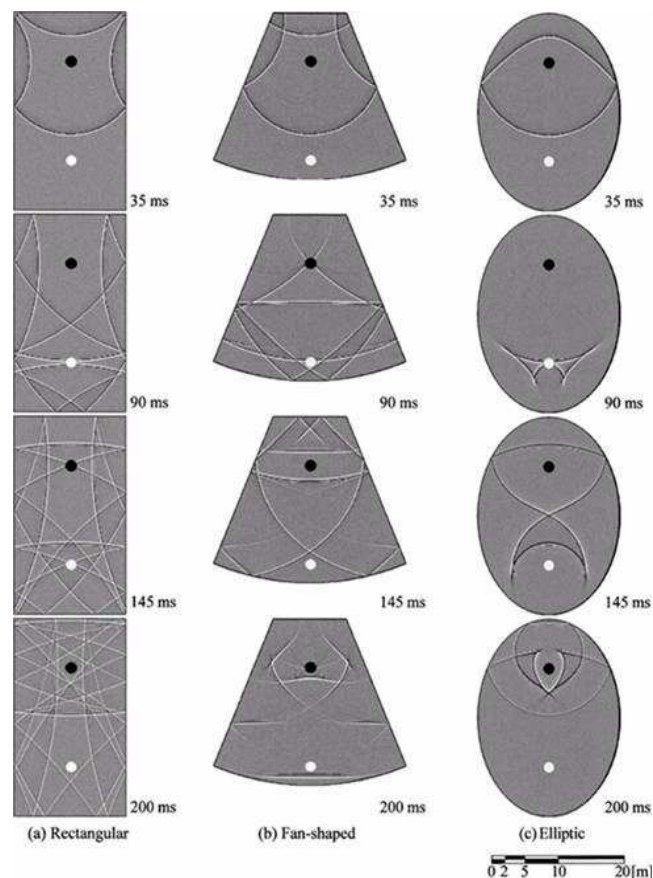 35 ms 35 ms 35 ms
90 ms 90 ms 90 ms
145 ms 145 ms 145 ms
200 ms 200 ms 200 ms
(a) Rectangular (b) Fan-shaped (c) Elliptic
0 2 5 10 20[m]